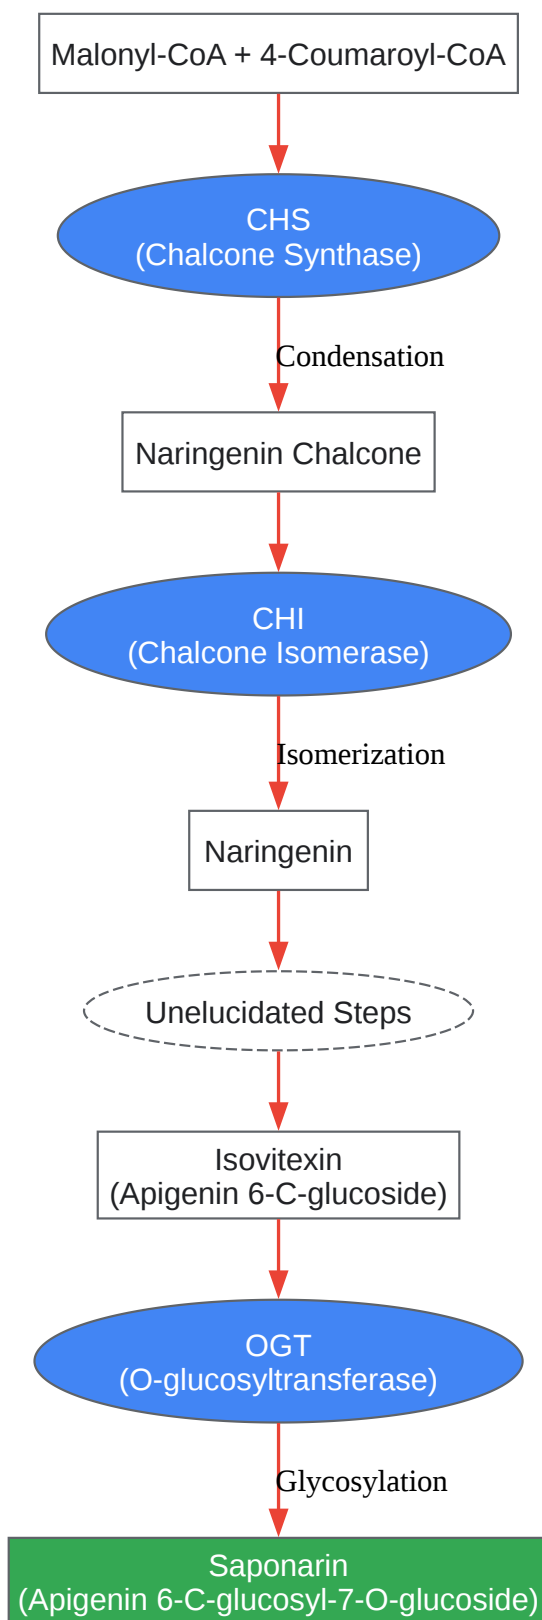 Malonyl-CoA + 4-Coumaroyl-CoA
CHS
(Chalcone Synthase)
Condensation
Naringenin Chalcone
CHI
(Chalcone Isomerase)
Isomerization
Naringenin
Unelucidated Steps
Isovitexin
(Apigenin 6-C-glucoside)
OGT
(O-glucosyltransferase)
Glycosylation
Saponarin
(Apigenin 6-C-glucosyl-7-O-glucoside)